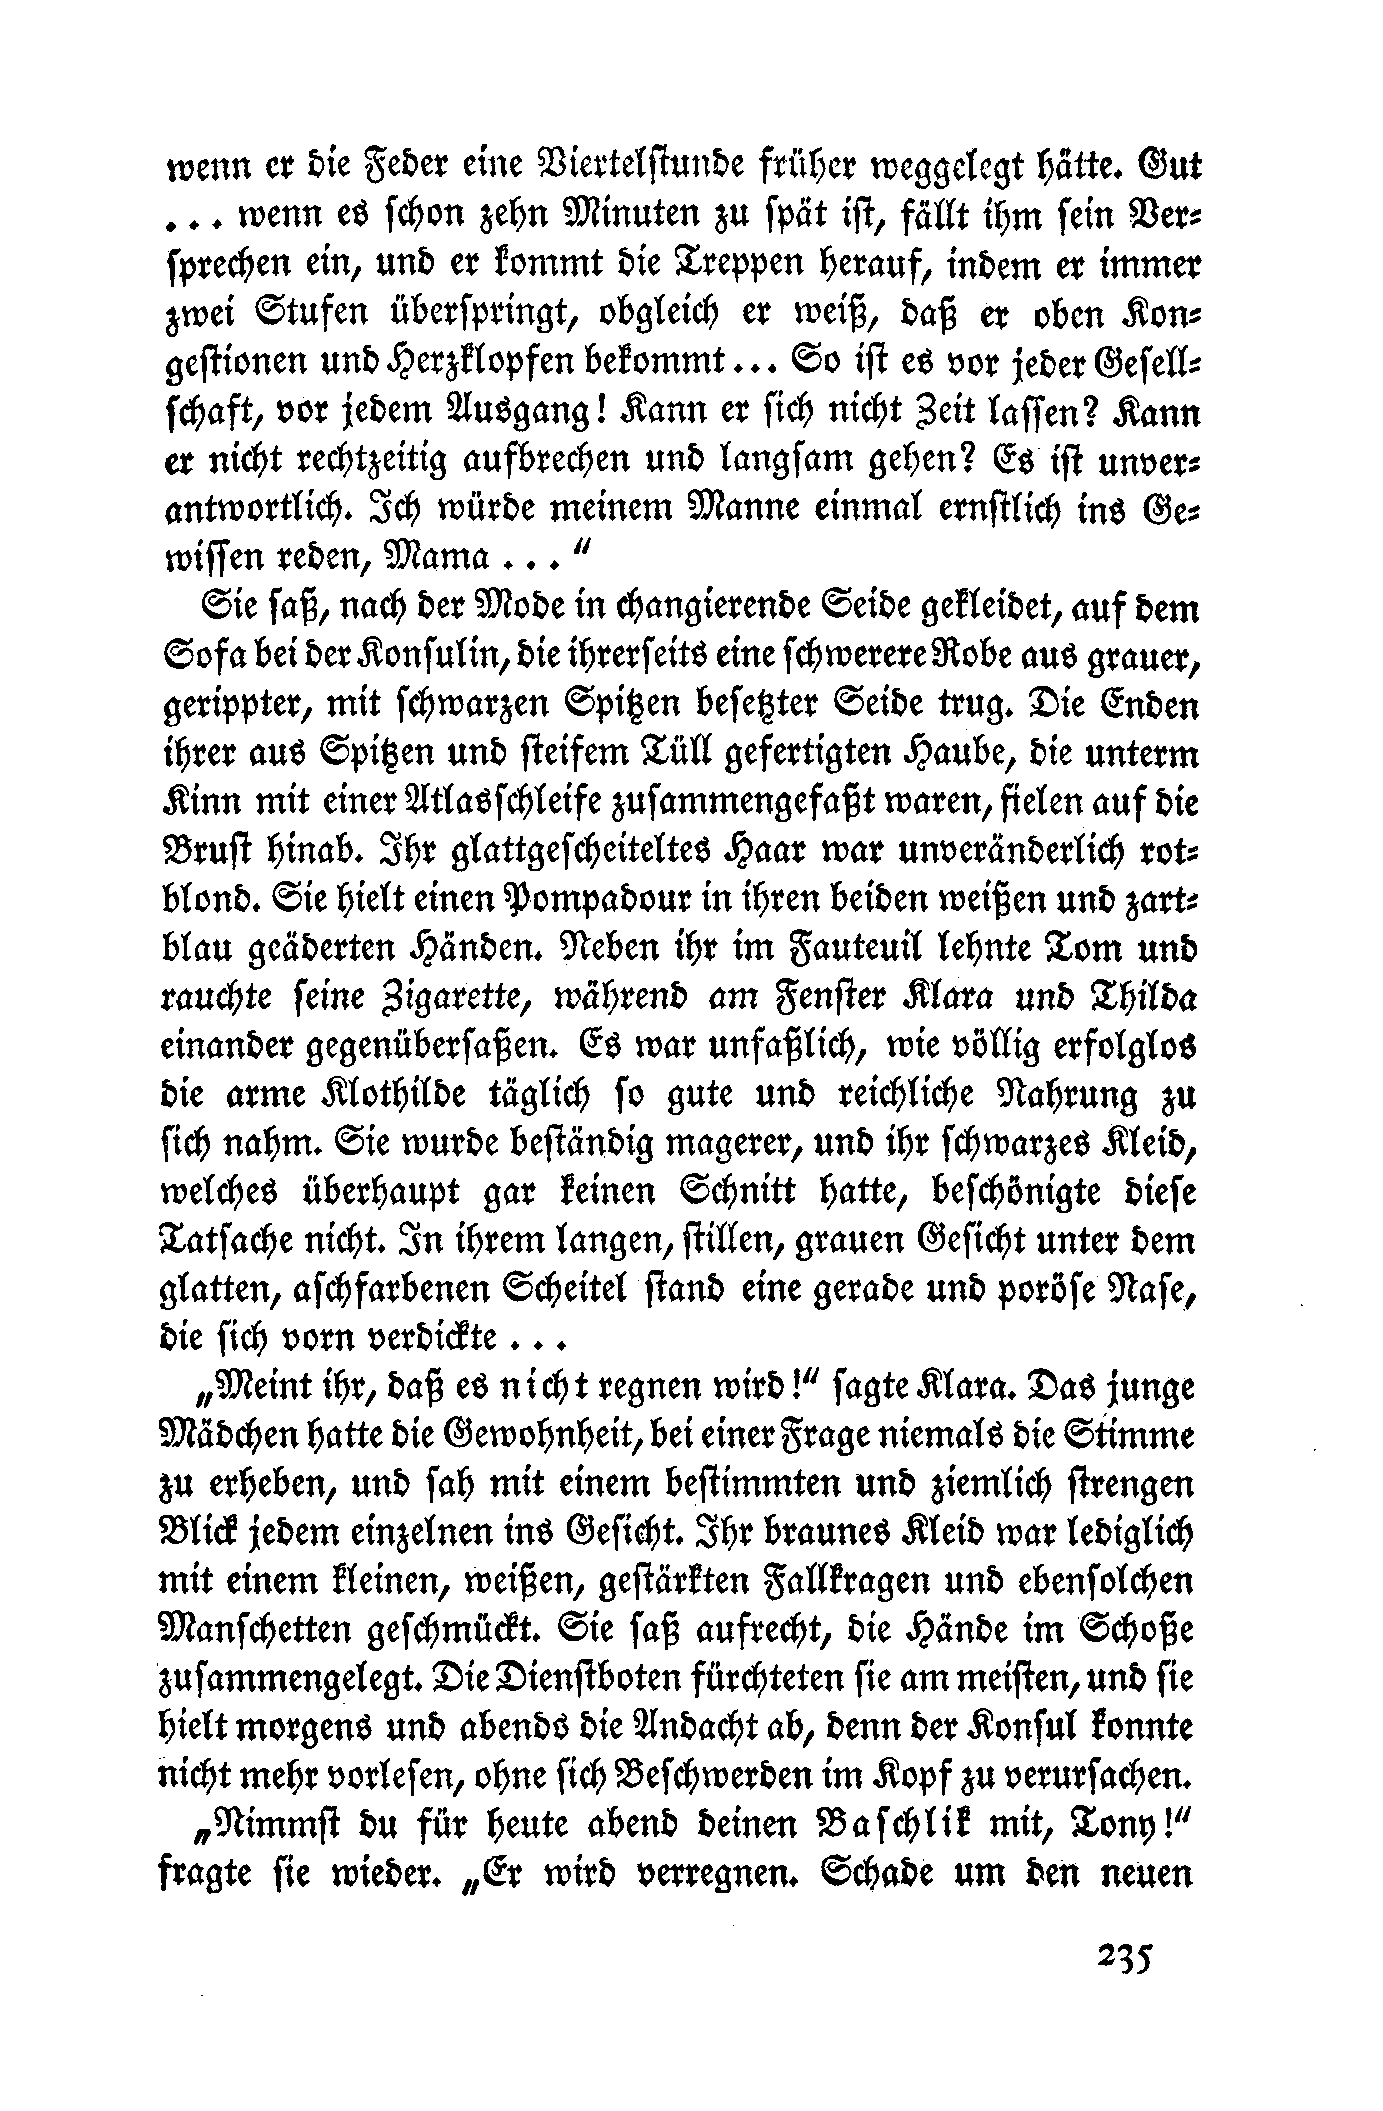 wenn er die Feder eine Viertelstunde früher weggelegt hätte. Gut
... wenn es schon zehn Minuten zu spät ist, fällt ihm sein Ver-
sprechen ein, und er kommt die Treppen herauf, indem er immer
zwei Stufen überspringt, obgleich er weiß, daß er oben Kon-
gestionen und Herzklopfen bekommt... So ist es vor jeder Gesell-
schaft, vor jedem Ausgang! Kann er sich nicht Zeit lassen? Kann
er nicht rechtzeitig aufbrechen und langsam gehen? Es ist unver-
antwortlich. Ich würde meinem Manne einmal ernstlich ins Ge-
wissen reden, Mama ... “
Sie saß, nach der Mode in changierende Seide gekleidet, auf dem
Sofa bei der Konsulin, die ihrerseits eine schwerere Robe aus grauer,
gerippter, mit schwarzen Spitzen besetzter Seide trug. Die Enden
ihrer aus Spitzen und steifem Tüll gefertigten Haube, die unterm
Kinn mit einer Atlasschleife zusammengefaßt waren, fielen auf die
Brust hinab. Ihr glattgescheiteltes Haar war unveränderlich rot-
blond. Sie hielt einen Pompadour in ihren beiden weißen und zart-
blau geäderten Händen. Neben ihr im Fauteuil lehnte Tom und
rauchte seine Zigarette, während am Fenster Klara und Thilda
einander gegenübersaßen. Es war unfaßlich, wie völlig erfolglos
die arme Klothilde täglich so gute und reichliche Nahrung zu
sich nahm. Sie wurde beständig magerer, und ihr schwarzes Kleid,
welches überhaupt gar keinen Schnitt hatte, beschönigte diese
Tatsache nicht. In ihrem langen, stillen, grauen Gesicht unter dem
glatten, aschfarbenen Scheitel stand eine gerade und poröse Nase,
die sich vorn verdickte ...
„Meint ihr, daß es nicht regnen wird!“ sagte Klara. Das junge
Mädchen hatte die Gewohnheit, bei einer Frage niemals die Stimme
zu erheben, und sah mit einem bestimmten und ziemlich strengen
Blick jedem einzelnen ins Gesicht. Ihr braunes Kleid war lediglich
mit einem kleinen, weißen, gestärkten Fallkragen und ebensolchen
Manschetten geschmückt. Sie saß aufrecht, die Hände im Schoße
zusammengelegt. Die Dienstboten fürchteten sie am meisten, und sie
hielt morgens und abends die Andacht ab, denn der Konsul konnte
nicht mehr vorlesen, ohne sich Beschwerden im Kopf zu verursachen.
„Nimmst du für heute abend deinen Baschlik mit, Tony!“
fragte sie wieder. „Er wird verregnen. Schade um den neuen
235